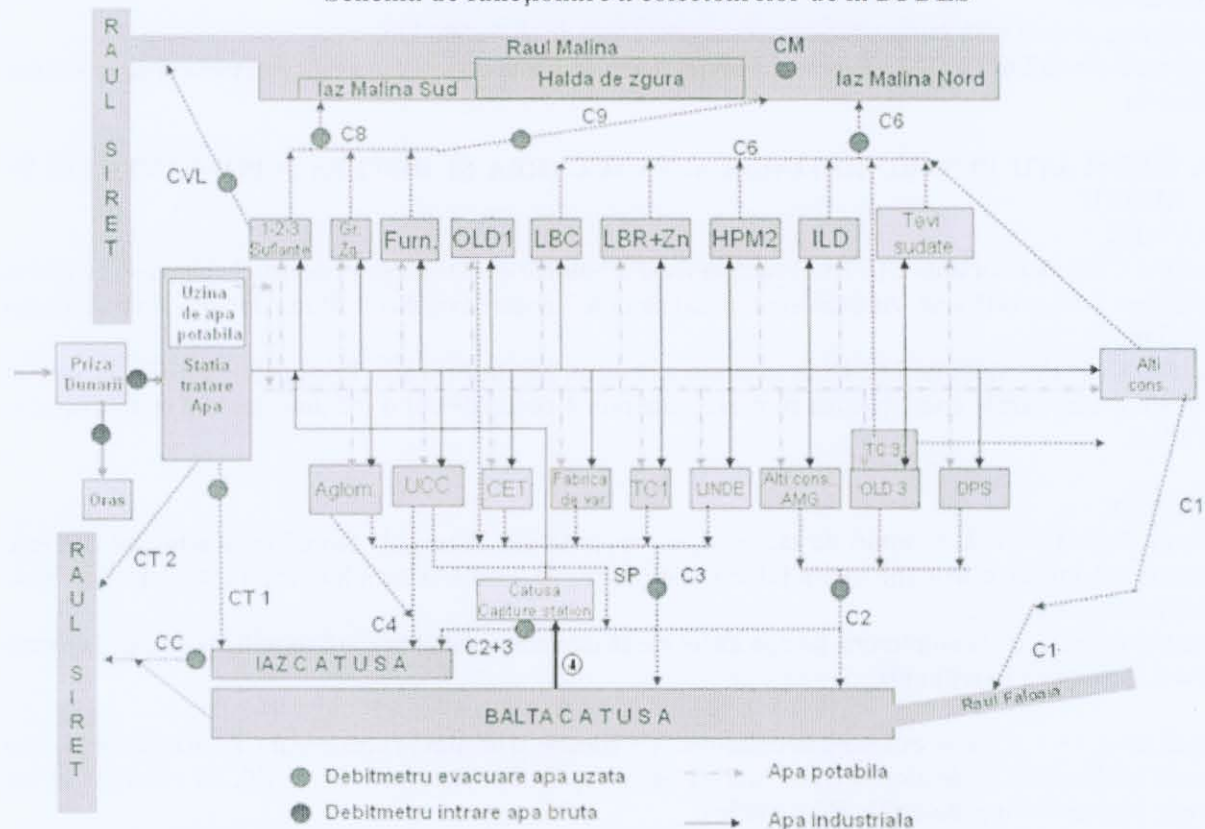 RAUL SIRET
Raul Malina
CM
Iaz Malina Sud
Halda de zgura
Iaz Malina Nord
C8
C9
C6
C6
CVL
1-2-3
Suflante
Gr.
Zg.
Furn.
OLD1
LBC
LBR+Zn
HPM2
ILD
Tevi
sudate
Uzina
de apa
potabila
Priza
Dunarii
Statia
tratare
Apa
Alti
cons.
Oras
Aglom.
UCC
CET
Fabrica
de var
TC1
LINDE
Alti cons.
AMG
TC 3
OLD 3
DPS
C1
RAUL SIRET
CT 2
CT 1
SP
C3
C2
Catusa
Capture station
C4
C2+3
CC
IAZ CATUSA
4
C1
BALTA CATUSA
Debitmetru evacuare apa uzata
Apa potabila
Debitmetru intrare apa bruta
Apa Industriala